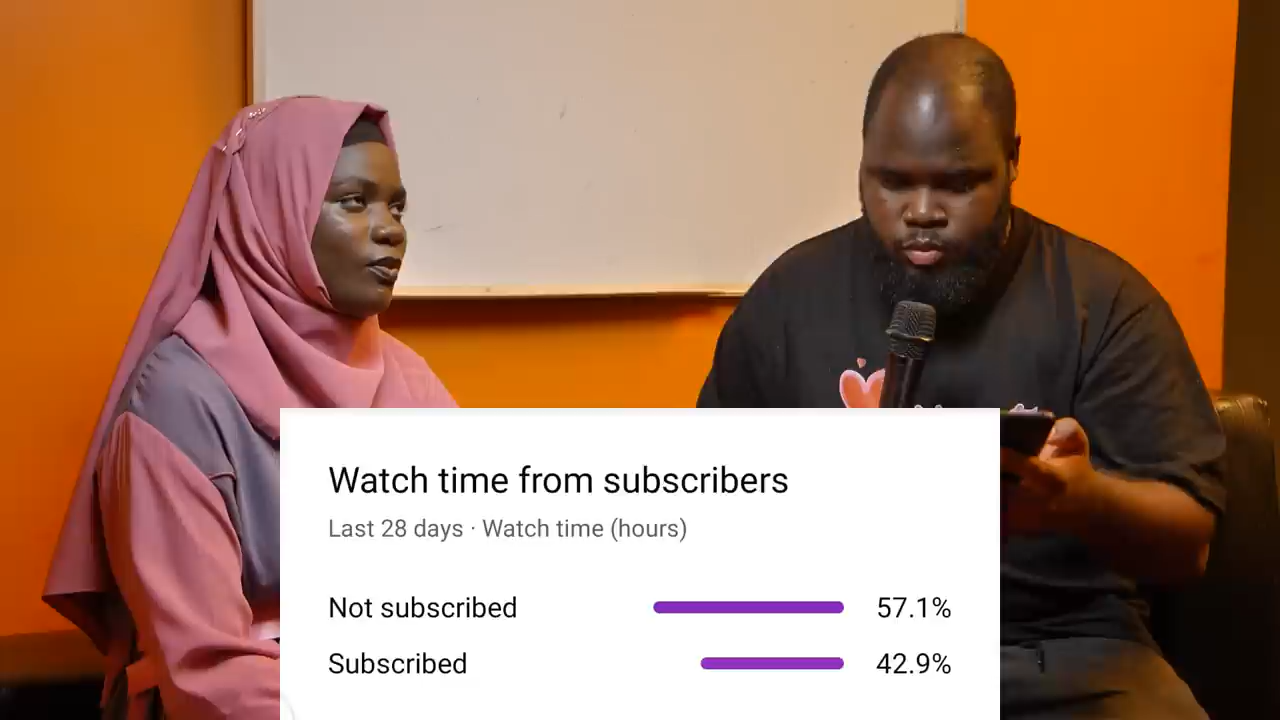 Watch time from subscribers
Last 28 days · Watch time (hours)
Not subscribed 57.1%
Subscribed 42.9%